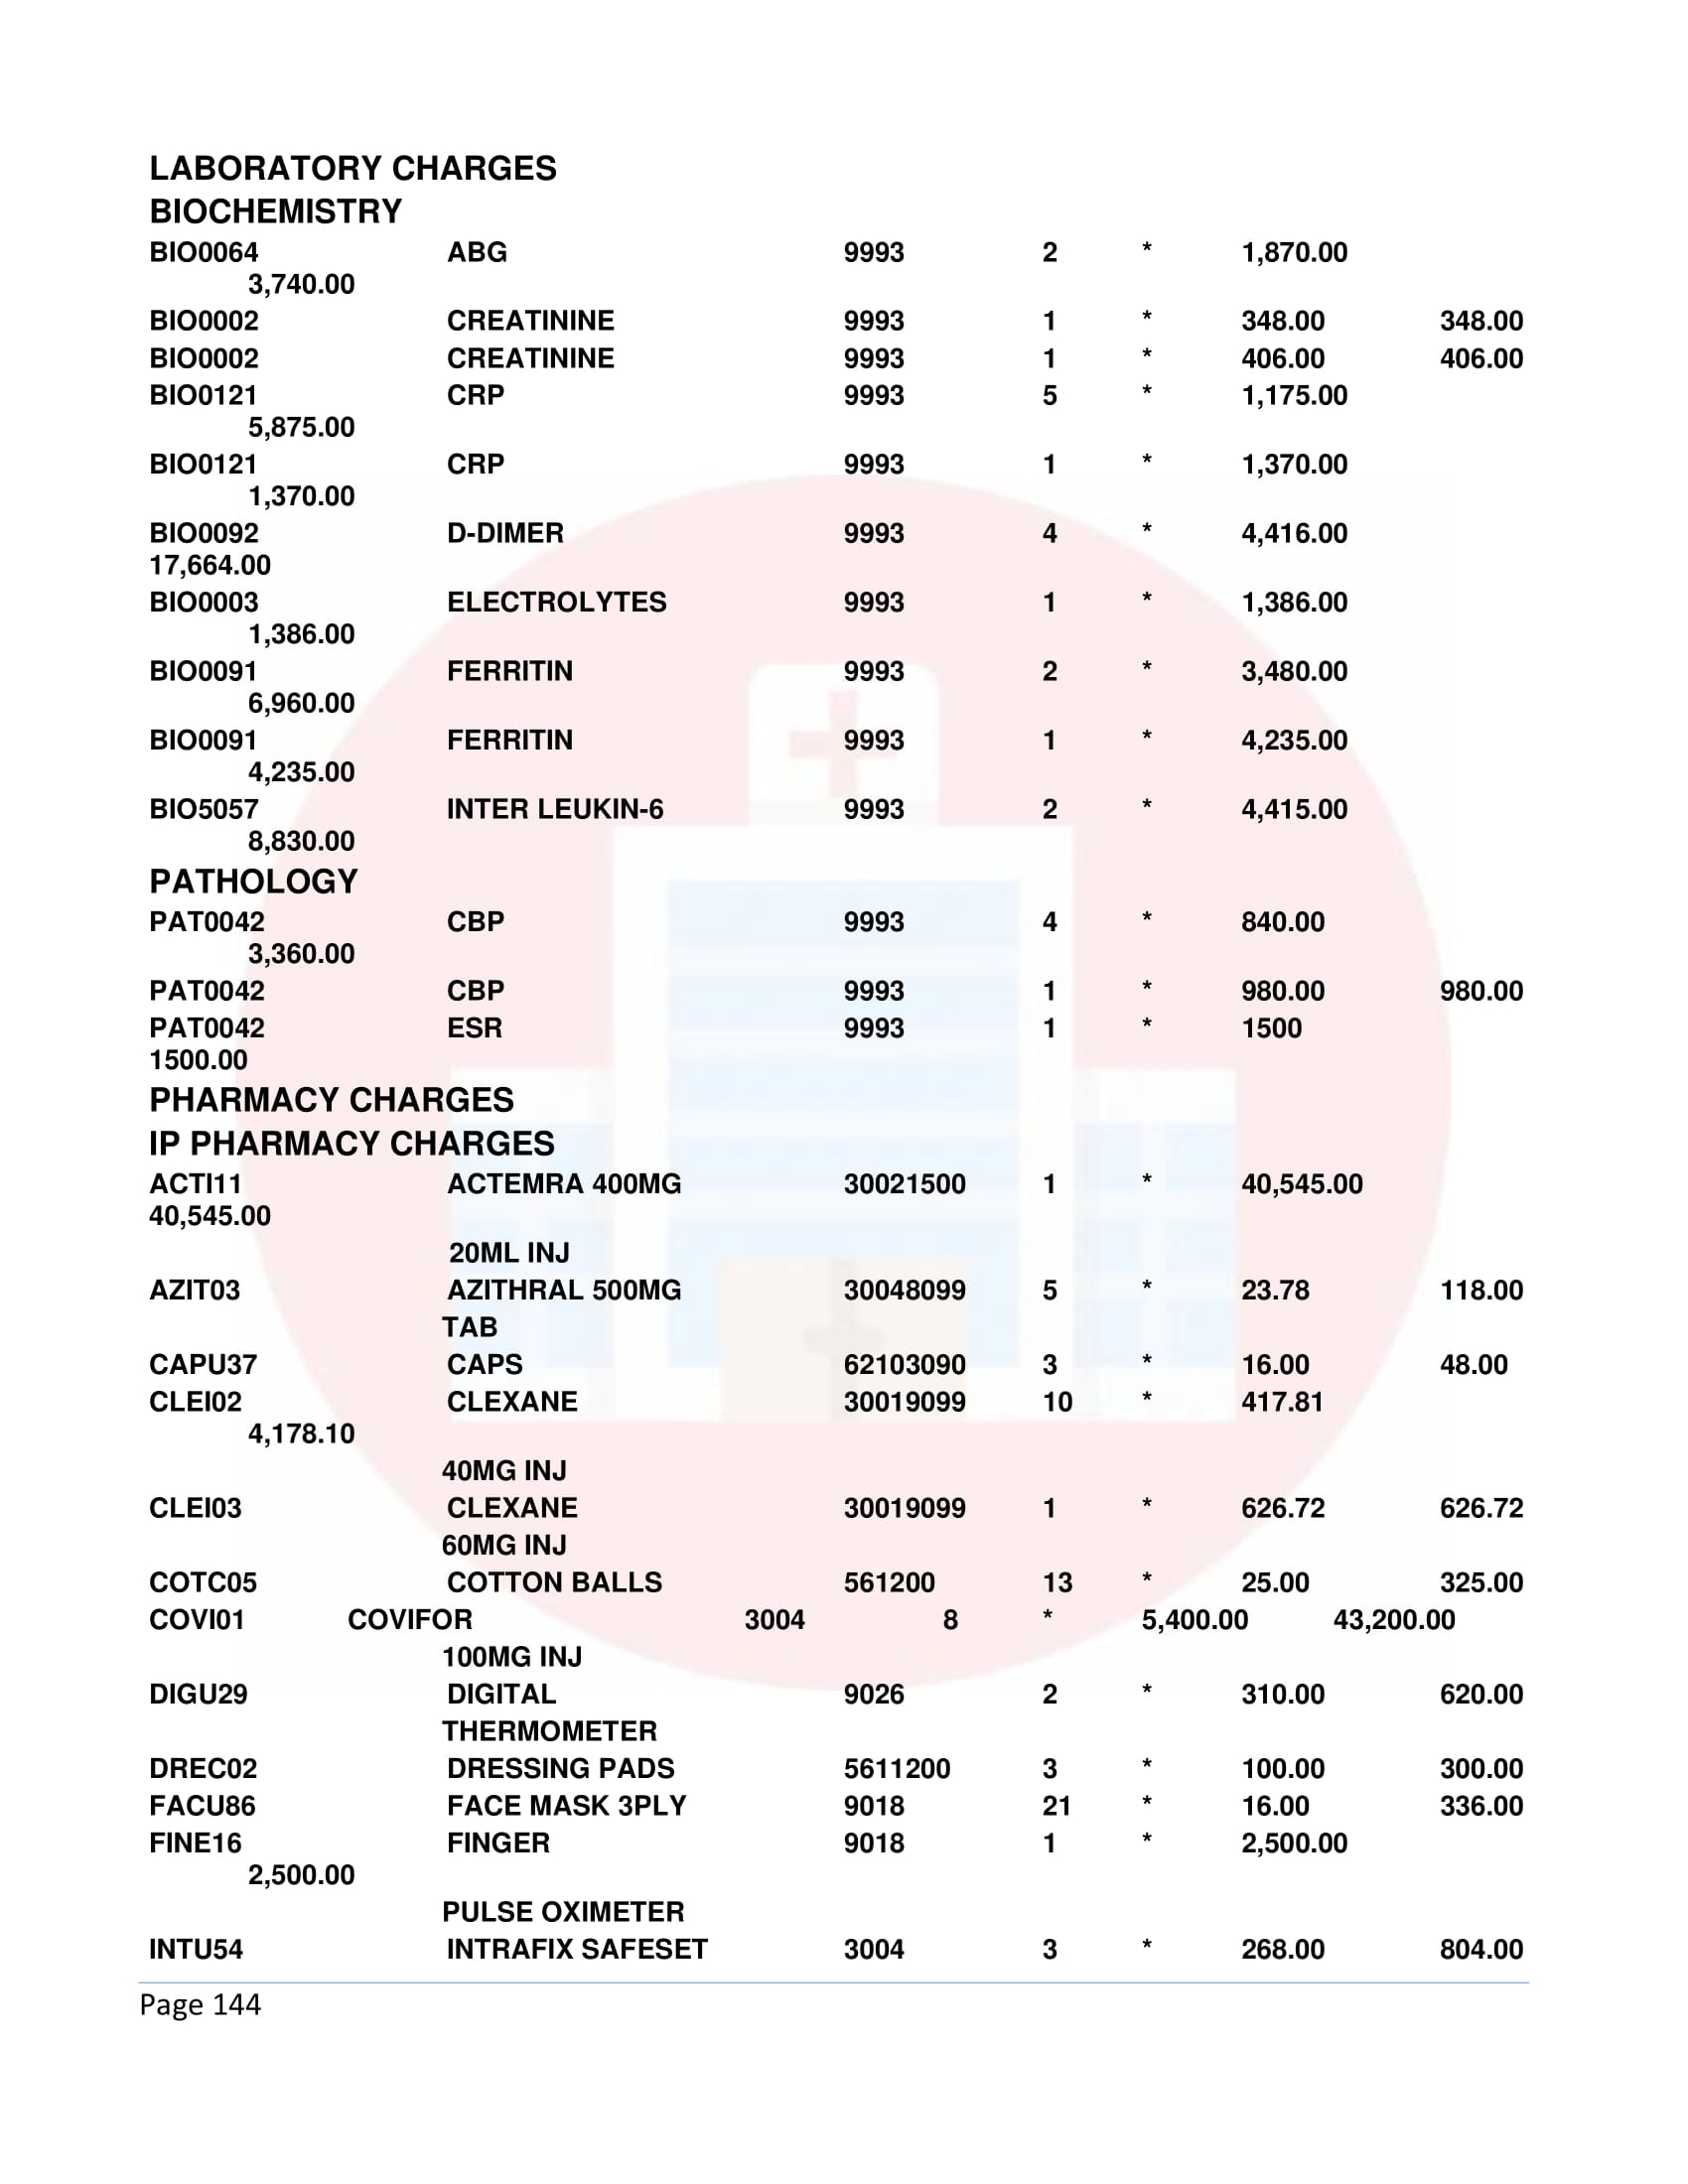 LABORATORY CHARGES
BIOCHEMISTRY
BIO0064 ABG 9993 2 * 1,870.00
3,740.00
BIO0002 CREATININE 9993 1 * 348.00 348.00
BIO0002 CREATININE 9993 1 * 406.00 406.00
BIO0121 CRP 9993 5 * 1,175.00
5,875.00
BIO0121 CRP 9993 1 * 1,370.00
1,370.00
BIO0092 D-DIMER 9993 4 * 4,416.00
17,664.00
BIO0003 ELECTROLYTES 9993 1 * 1,386.00
1,386.00
BIO0091 FERRITIN 9993 2 * 3,480.00
6,960.00
BIO0091 FERRITIN 9993 1 * 4,235.00
4,235.00
BIO5057 INTER LEUKIN-6 9993 2 * 4,415.00
8,830.00
PATHOLOGY
PAT0042 CBP 9993 4 * 840.00
3,360.00
PAT0042 CBP 9993 1 * 980.00 980.00
PAT0042 ESR 9993 1 * 1500
1500.00
PHARMACY CHARGES
IP PHARMACY CHARGES
ACTI11 ACTEMRA 400MG 30021500 1 * 40,545.00
40,545.00
20ML INJ
AZIT03 AZITHRAL 500MG 30048099 5 * 23.78 118.00
TAB
CAPU37 CAPS 62103090 3 * 16.00 48.00
CLEI02 CLEXANE 30019099 10 * 417.81
4,178.10
40MG INJ
CLEI03 CLEXANE 30019099 1 * 626.72 626.72
60MG INJ
COTC05 COTTON BALLS 561200 13 * 25.00 325.00
COVI01 COVIFOR 3004 8 * 5,400.00 43,200.00
100MG INJ
DIGU29 DIGITAL 9026 2 * 310.00 620.00
THERMOMETER
DREC02 DRESSING PADS 5611200 3 * 100.00 300.00
FACU86 FACE MASK 3PLY 9018 21 * 16.00 336.00
FINE16 FINGER 9018 1 * 2,500.00
2,500.00
PULSE OXIMETER
INTU54 INTRAFIX SAFESET 3004 3 * 268.00 804.00
Page 144